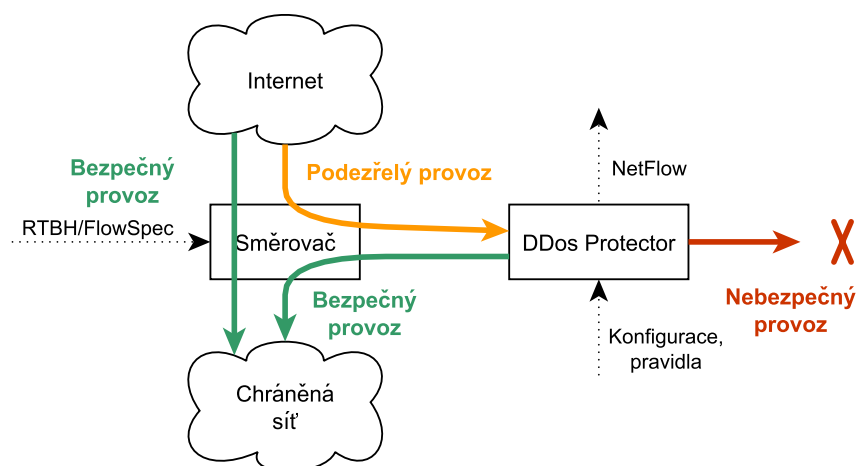 Internet
Bezpečný
provoz
Podezřelý provoz
NetFlow
RTBH/FlowSpec
Směrovač
DDos Protector
X
Bezpečný
provoz
Nebezpečný
provoz
Konfigurace,
pravidla
Chráněná
síť